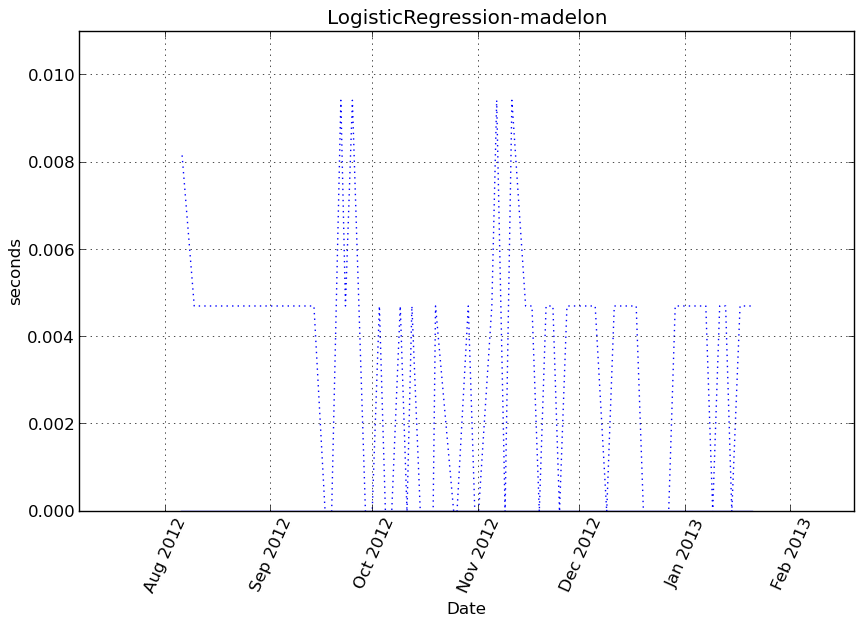 LogisticRegression-madelon
0.010
0.008
0.006
0.004
0.002
0.000
seconds
Aug 2012
Sep 2012
Oct 2012
Nov 2012
Dec 2012
Jan 2013
Feb 2013
Date